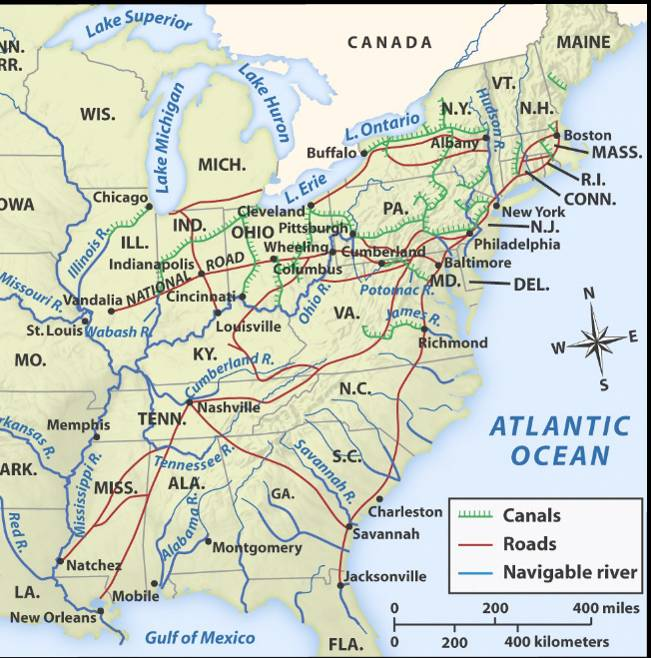 Lake Superior
CANADA
MAINE
NN.
RR.
VT.
WIS.
Lake Michigan
Lake Huron
N.Y.
Hudson R.
N.H.
L. Ontario
Boston
Albany
MASS.
Buffalo
MICH.
R.I.
L. Erie
CONN.
Chicago
OWA
Cleveland
PA.
New York
IND.
OHIO
Pittsburgh
N.J.
ILL.
Wheeling
Philadelphia
Illinois R.
Indianapolis
Cumberland
Columbus
Baltimore
NATIONAL ROAD
MD.
DEL.
Missouri R.
Vandalia
Cincinnati
Ohio R.
Potomac R.
N
St. Louis
Wabash R.
VA.
James R.
Louisville
Richmond
W
E
MO.
KY.
S
Cumberland R.
N.C.
Nashville
TENN.
Memphis
ATLANTIC
OCEAN
rkansas R.
Tennessee R.
S.C.
Savannah R.
ARK.
Mississippi R.
MISS.
ALA.
GA.
Charleston
Canals
Red R.
Alabama R.
Savannah
Roads
Montgomery
Natchez
Navigable river
Jacksonville
LA.
Mobile
New Orleans
0 200 400 miles
Gulf of Mexico
0 200 400 kilometers
FLA.